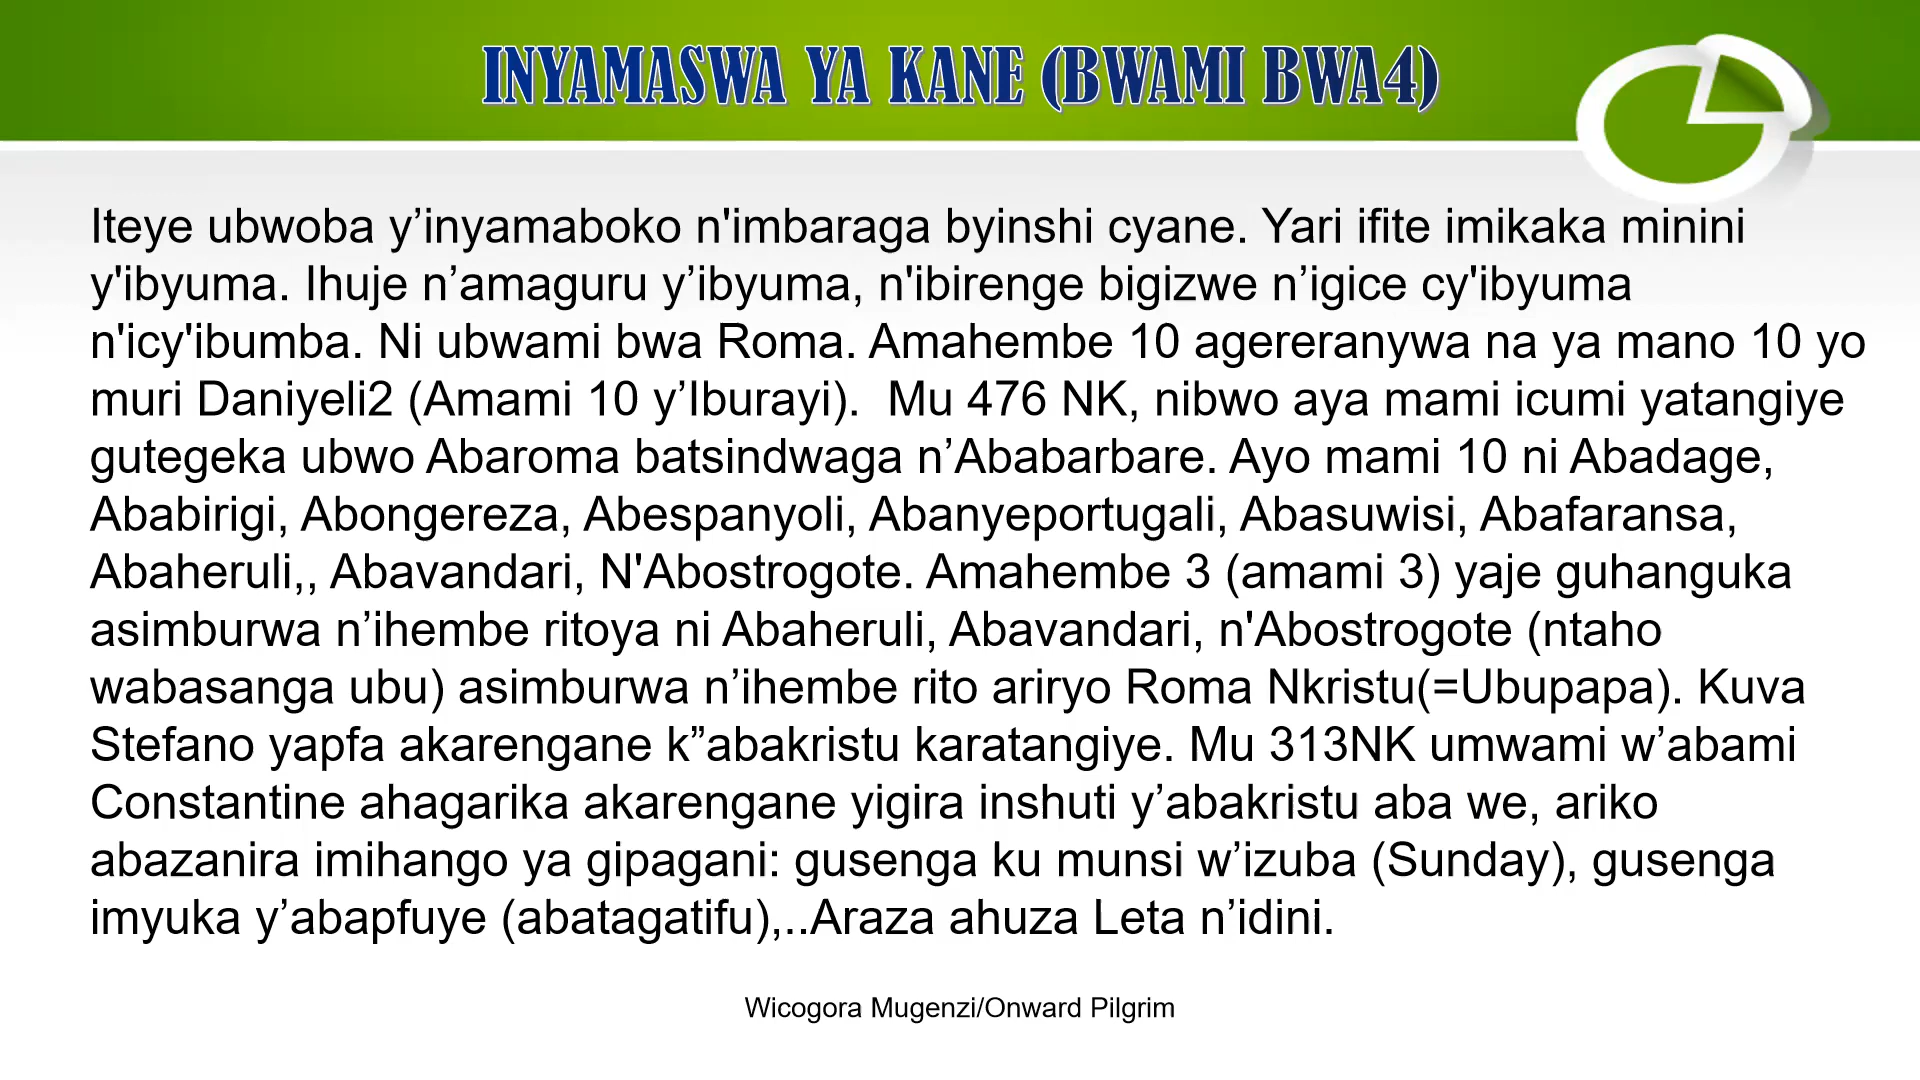 INYAMASWA YA KANE (BWAMI BWA4)
Iteye ubwoba y’inyamaboko n'imbaraga byinshi cyane. Yari ifite imikaka minini
y'ibyuma. Ihuje n’amaguru y’ibyuma, n'ibirenge bigizwe n’igice cy'ibyuma
n'icy'ibumba. Ni ubwami bwa Roma. Amahembe 10 agereranywa na ya mano 10 yo
muri Daniyeli2 (Amami 10 y’Iburayi).  Mu 476 NK, nibwo aya mami icumi yatangiye
gutegeka ubwo Abaroma batsindwaga n’Ababarbare. Ayo mami 10 ni Abadage,
Ababirigi, Abongereza, Abespanyoli, Abanyeportugali, Abasuwisi, Abafaransa,
Abaheruli,, Abavandari, N'Abostrogote. Amahembe 3 (amami 3) yaje guhanguka
asimburwa n’ihembe ritoya ni Abaheruli, Abavandari, n'Abostrogote (ntaho
wabasanga ubu) asimburwa n’ihembe rito ariryo Roma Nkristu(=Ubupapa). Kuva
Stefano yapfa akarengane k”abakristu karatangiye. Mu 313NK umwami w’abami
Constantine ahagarika akarengane yigira inshuti y’abakristu aba we, ariko
abazanira imihango ya gipagani: gusenga ku munsi w’izuba (Sunday), gusenga
imyuka y’abapfuye (abatagatifu),..Araza ahuza Leta n’idini.
Wicogora Mugenzi/Onward Pilgrim